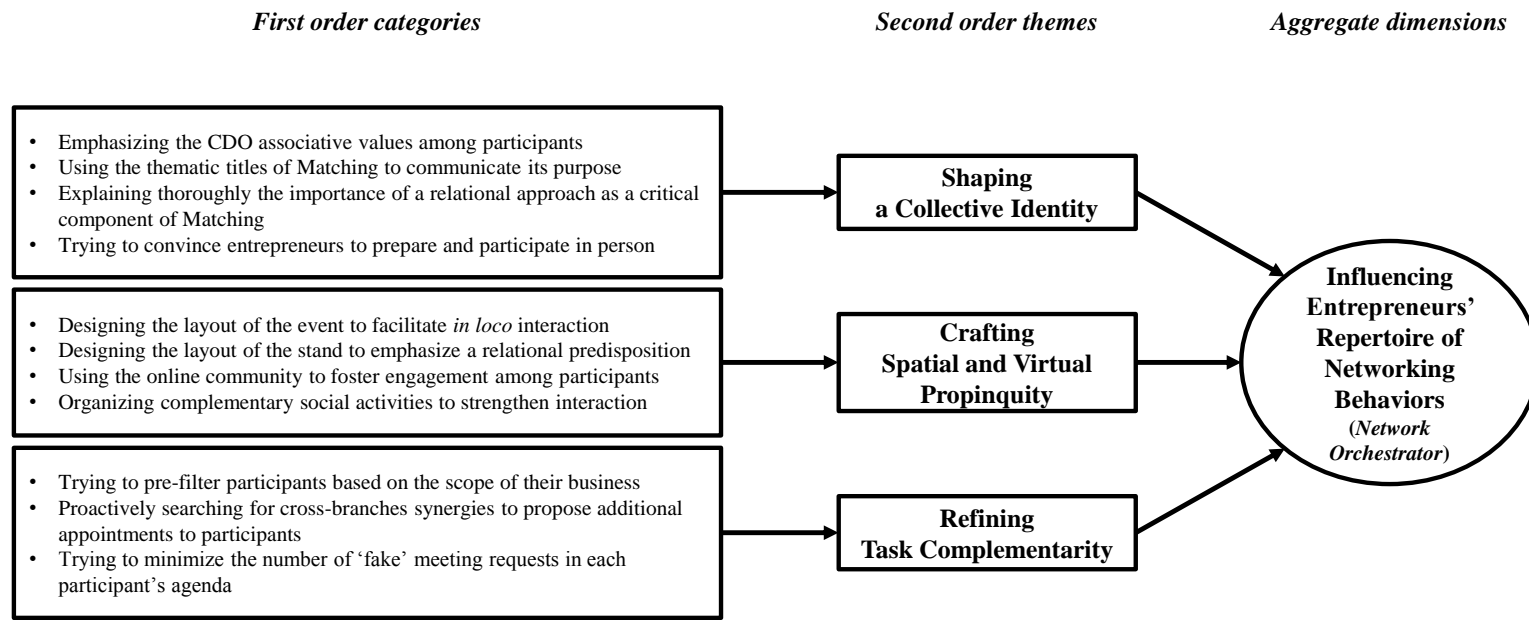 First order categories
Second order themes
Aggregate dimensions
• Emphasizing the CDO associative values among participants
• Using the thematic titles of Matching to communicate its purpose
• Explaining thoroughly the importance of a relational approach as a critical
component of Matching
• Trying to convince entrepreneurs to prepare and participate in person
Shaping
a Collective Identity
• Designing the layout of the event to facilitate in loco interaction
• Designing the layout of the stand to emphasize a relational predisposition
• Using the online community to foster engagement among participants
• Organizing complementary social activities to strengthen interaction
Crafting
Spatial and Virtual
Propinquity
• Trying to pre-filter participants based on the scope of their business
• Proactively searching for cross-branches synergies to propose additional
appointments to participants
• Trying to minimize the number of ‘fake’ meeting requests in each
participant’s agenda
Refining
Task Complementarity
Influencing
Entrepreneurs’
Repertoire of
Networking
Behaviors
(Network
Orchestrator)